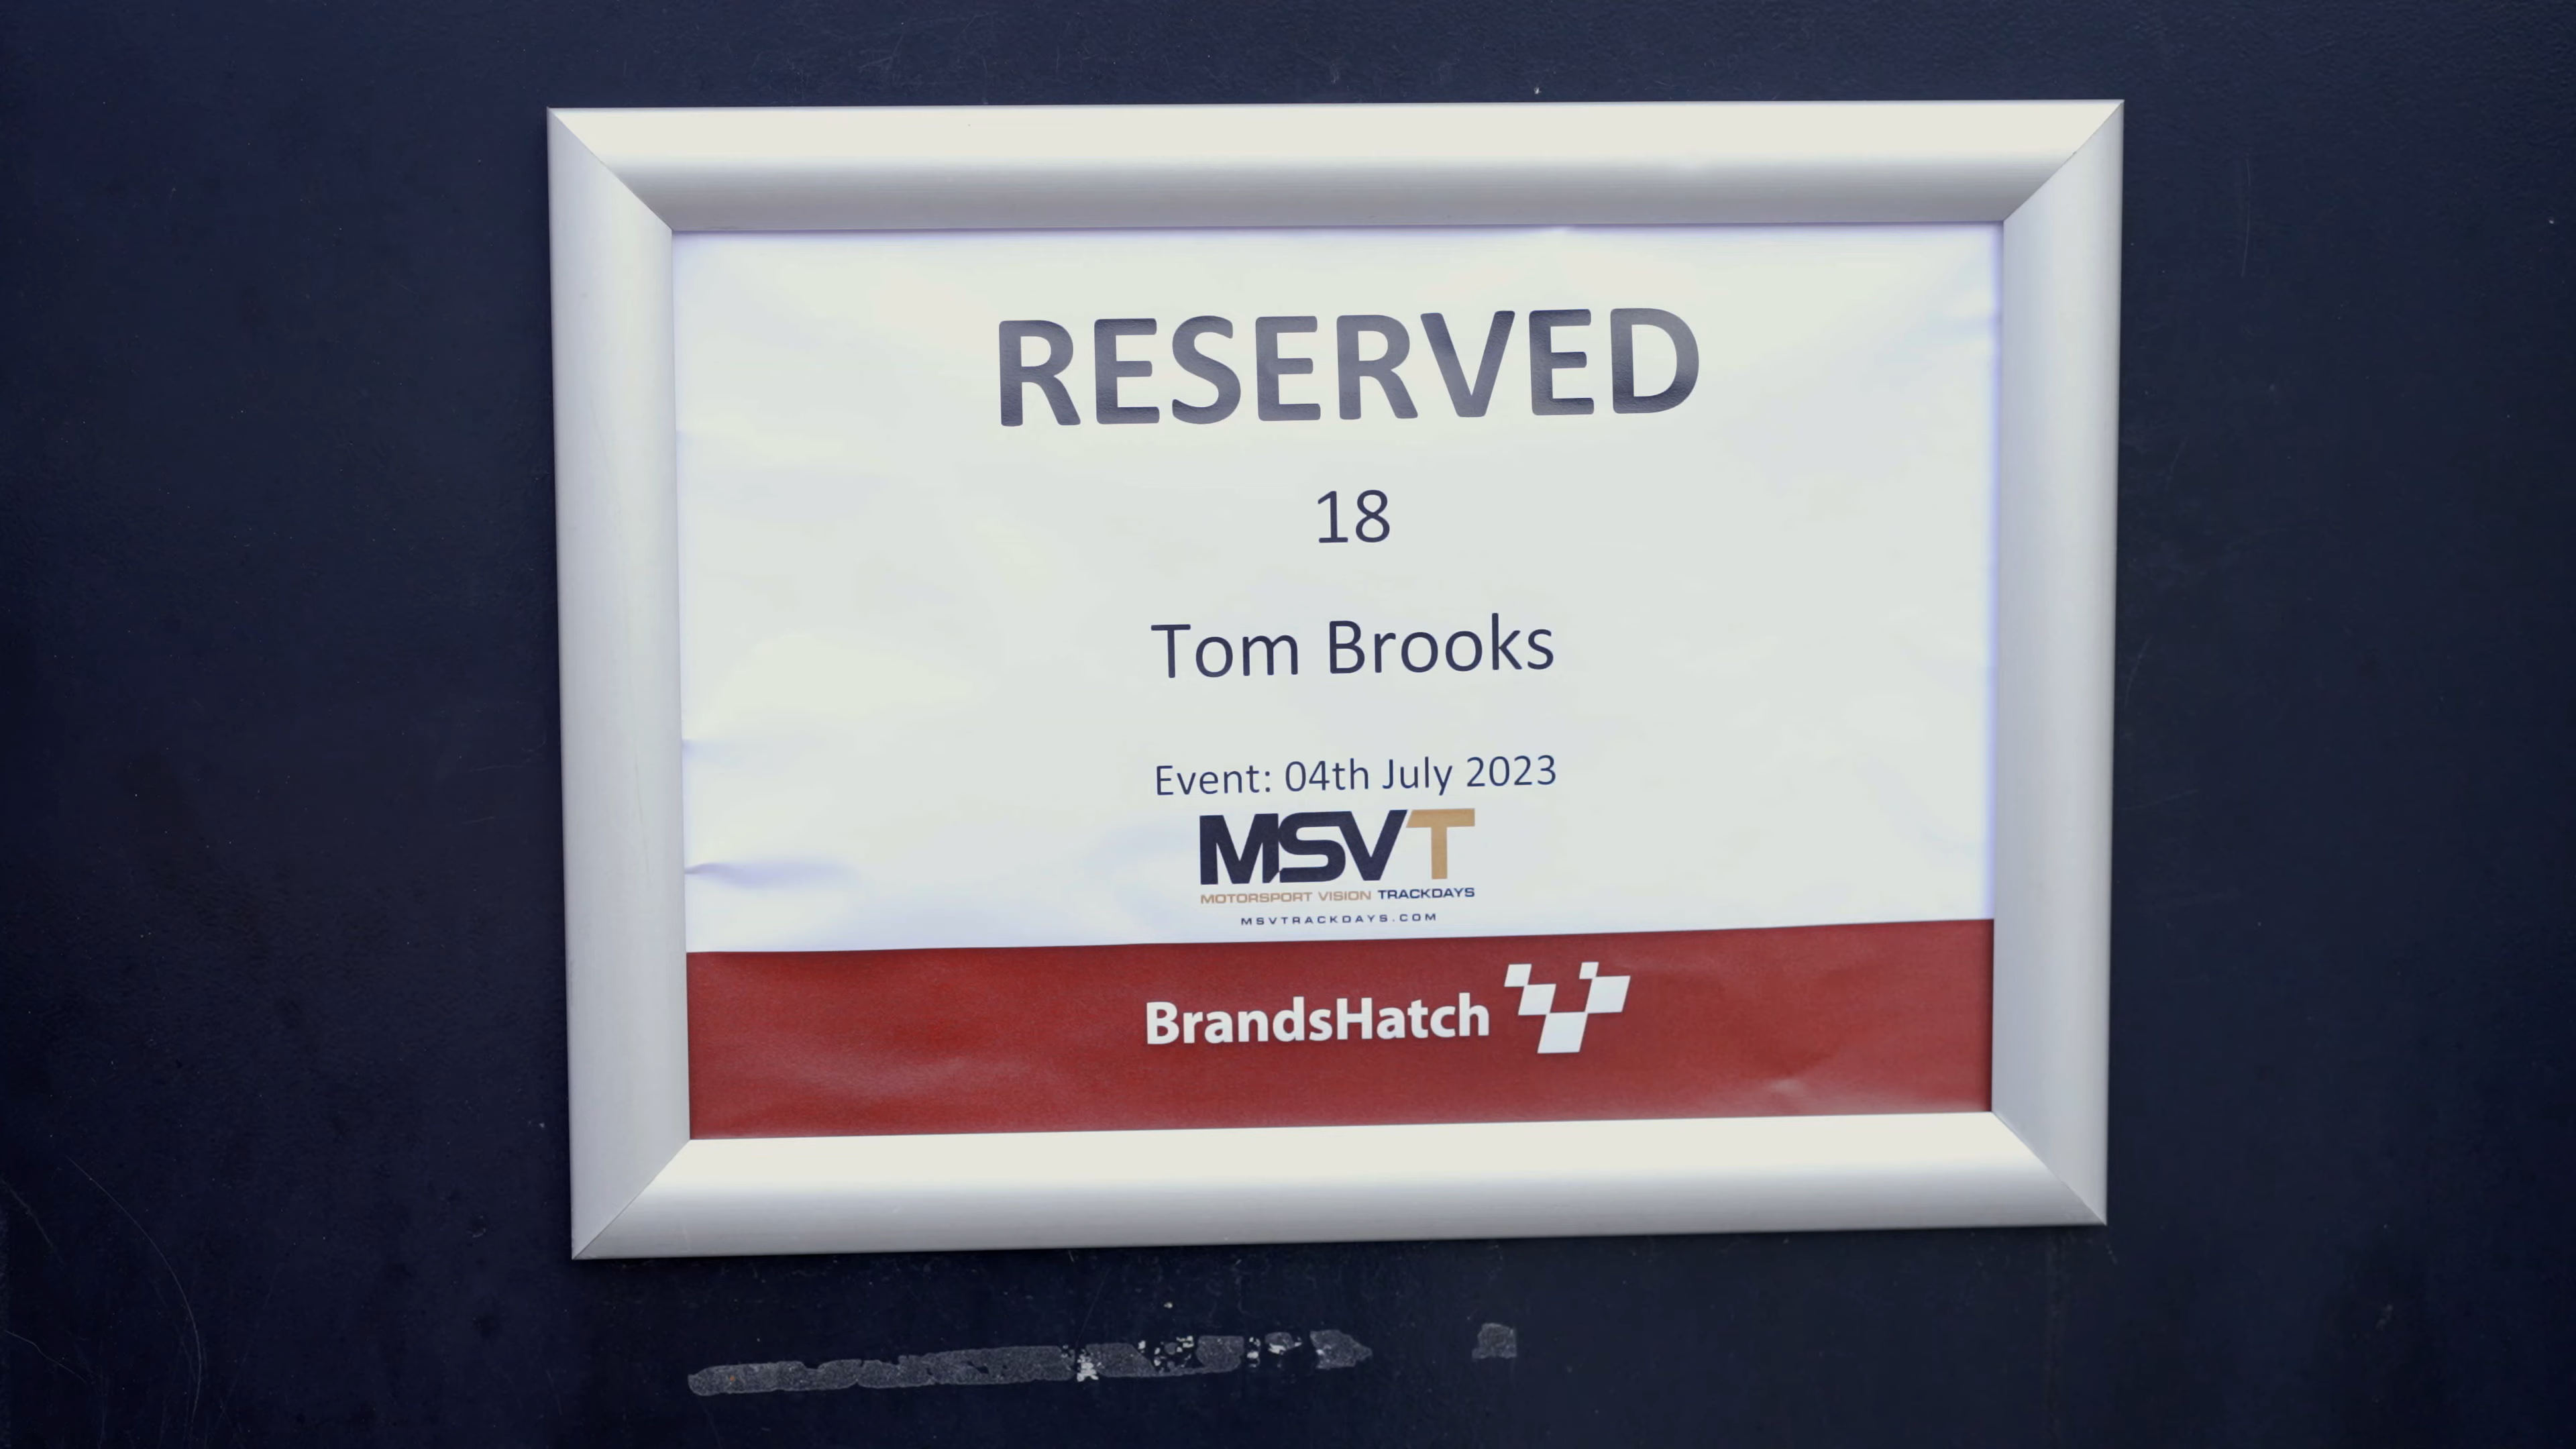 RESERVED
18
Tom Brooks
Event: 04th July 2023
MSVT
MOTORSPORT VISION TRACKDAYS
MSVTRACKDAYS.COM
BrandsHatch